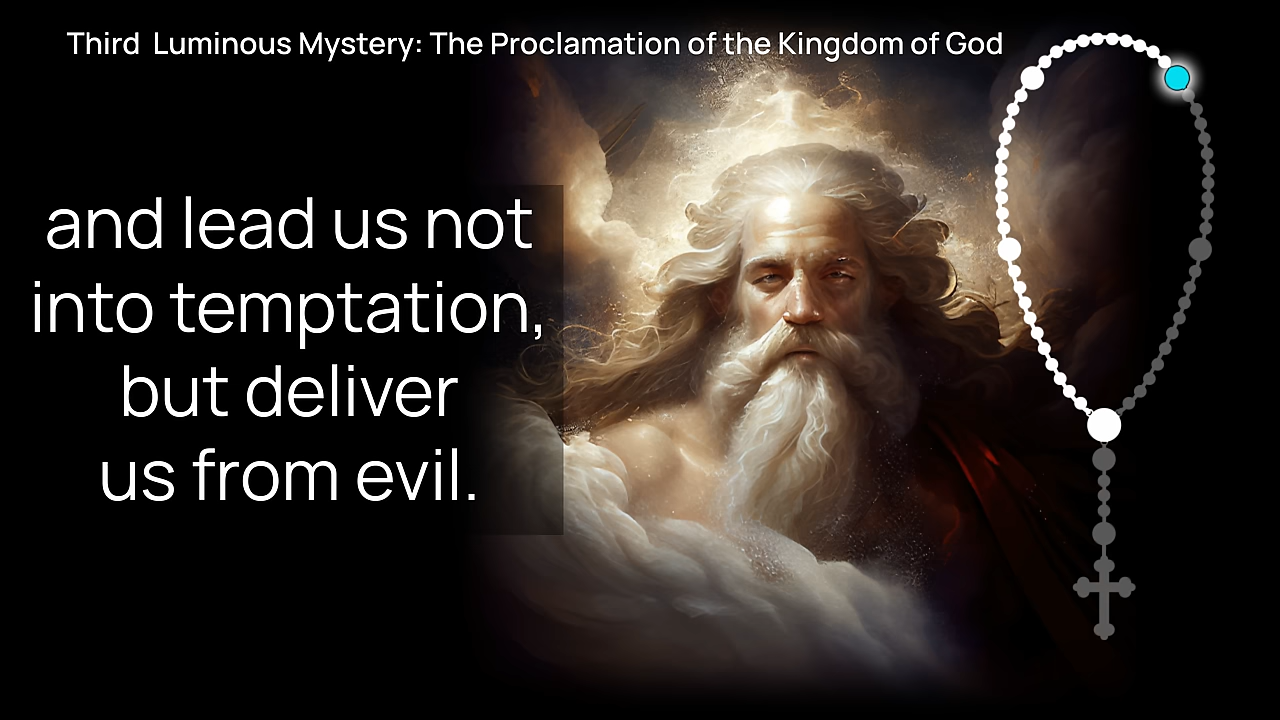 Third  Luminous Mystery: The Proclamation of the Kingdom of God
and lead us not
into temptation,
but deliver
us from evil.